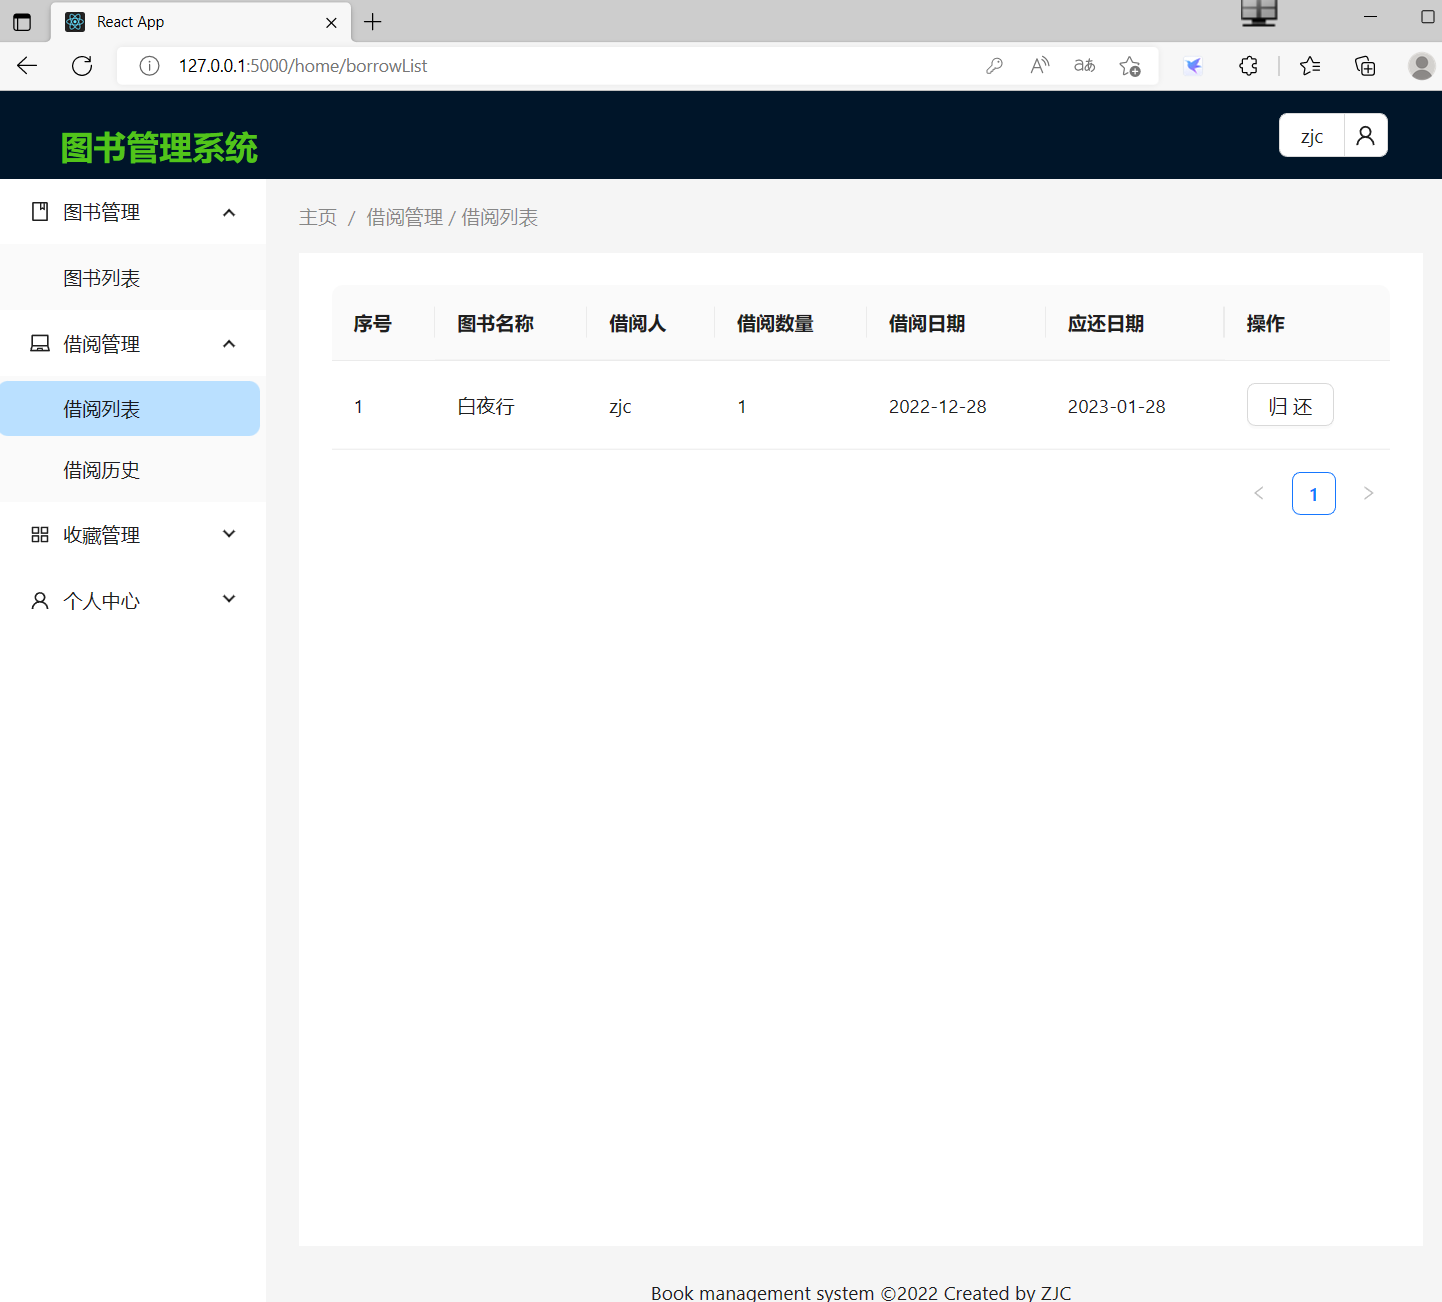 React App
127.0.0.1:5000/home/borrowList
图书管理系统
zjc
图书管理
图书列表
借阅管理
借阅列表
借阅历史
收藏管理
个人中心
主页 / 借阅管理 / 借阅列表
序号 图书名称 借阅人 借阅数量 借阅日期 应还日期 操作
1 白夜行 zjc 1 2022-12-28 2023-01-28 归 还
1
Book management system ©2022 Created by ZJC